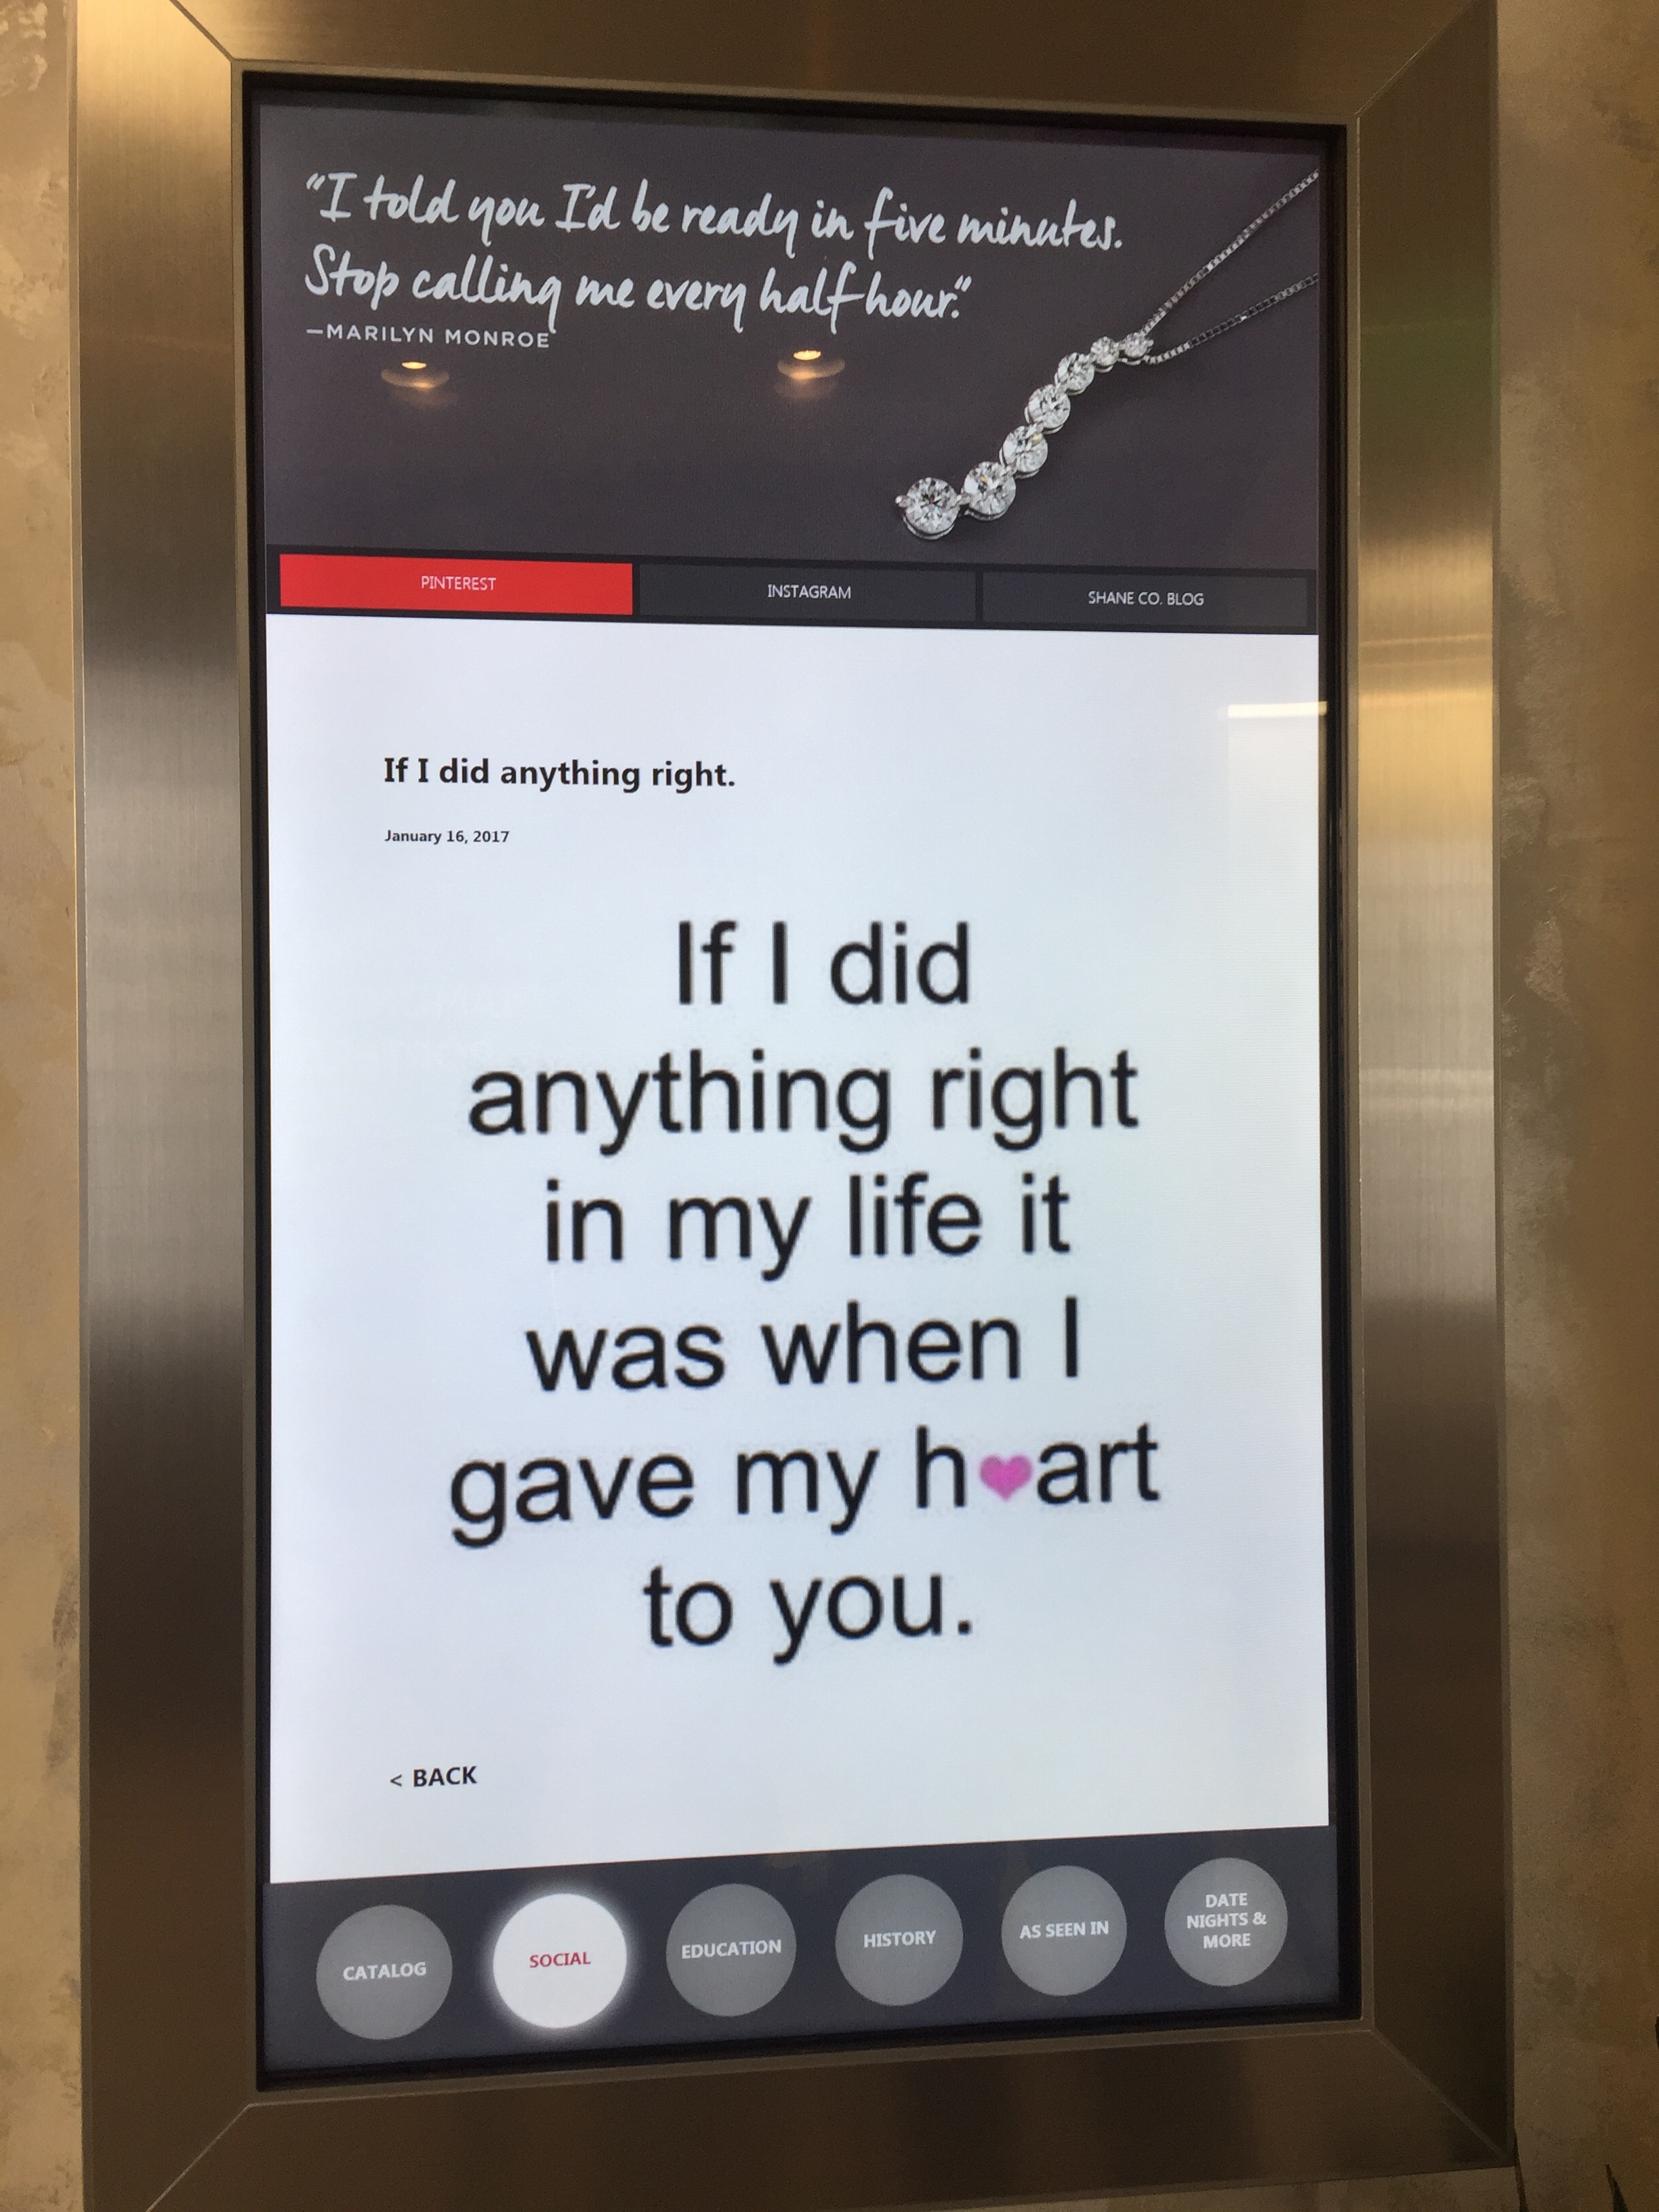 “I told you I'd be ready in five minutes.
Stop calling me every half hour.”
—MARILYN MONROE
PINTEREST
INSTAGRAM
SHANE CO. BLOG
If I did anything right.
January 16, 2017
If I did
anything right
in my life it
was when I
gave my h♥art
to you.
< BACK
CATALOG
SOCIAL
EDUCATION
HISTORY
AS SEEN IN
DATE
NIGHTS &
MORE